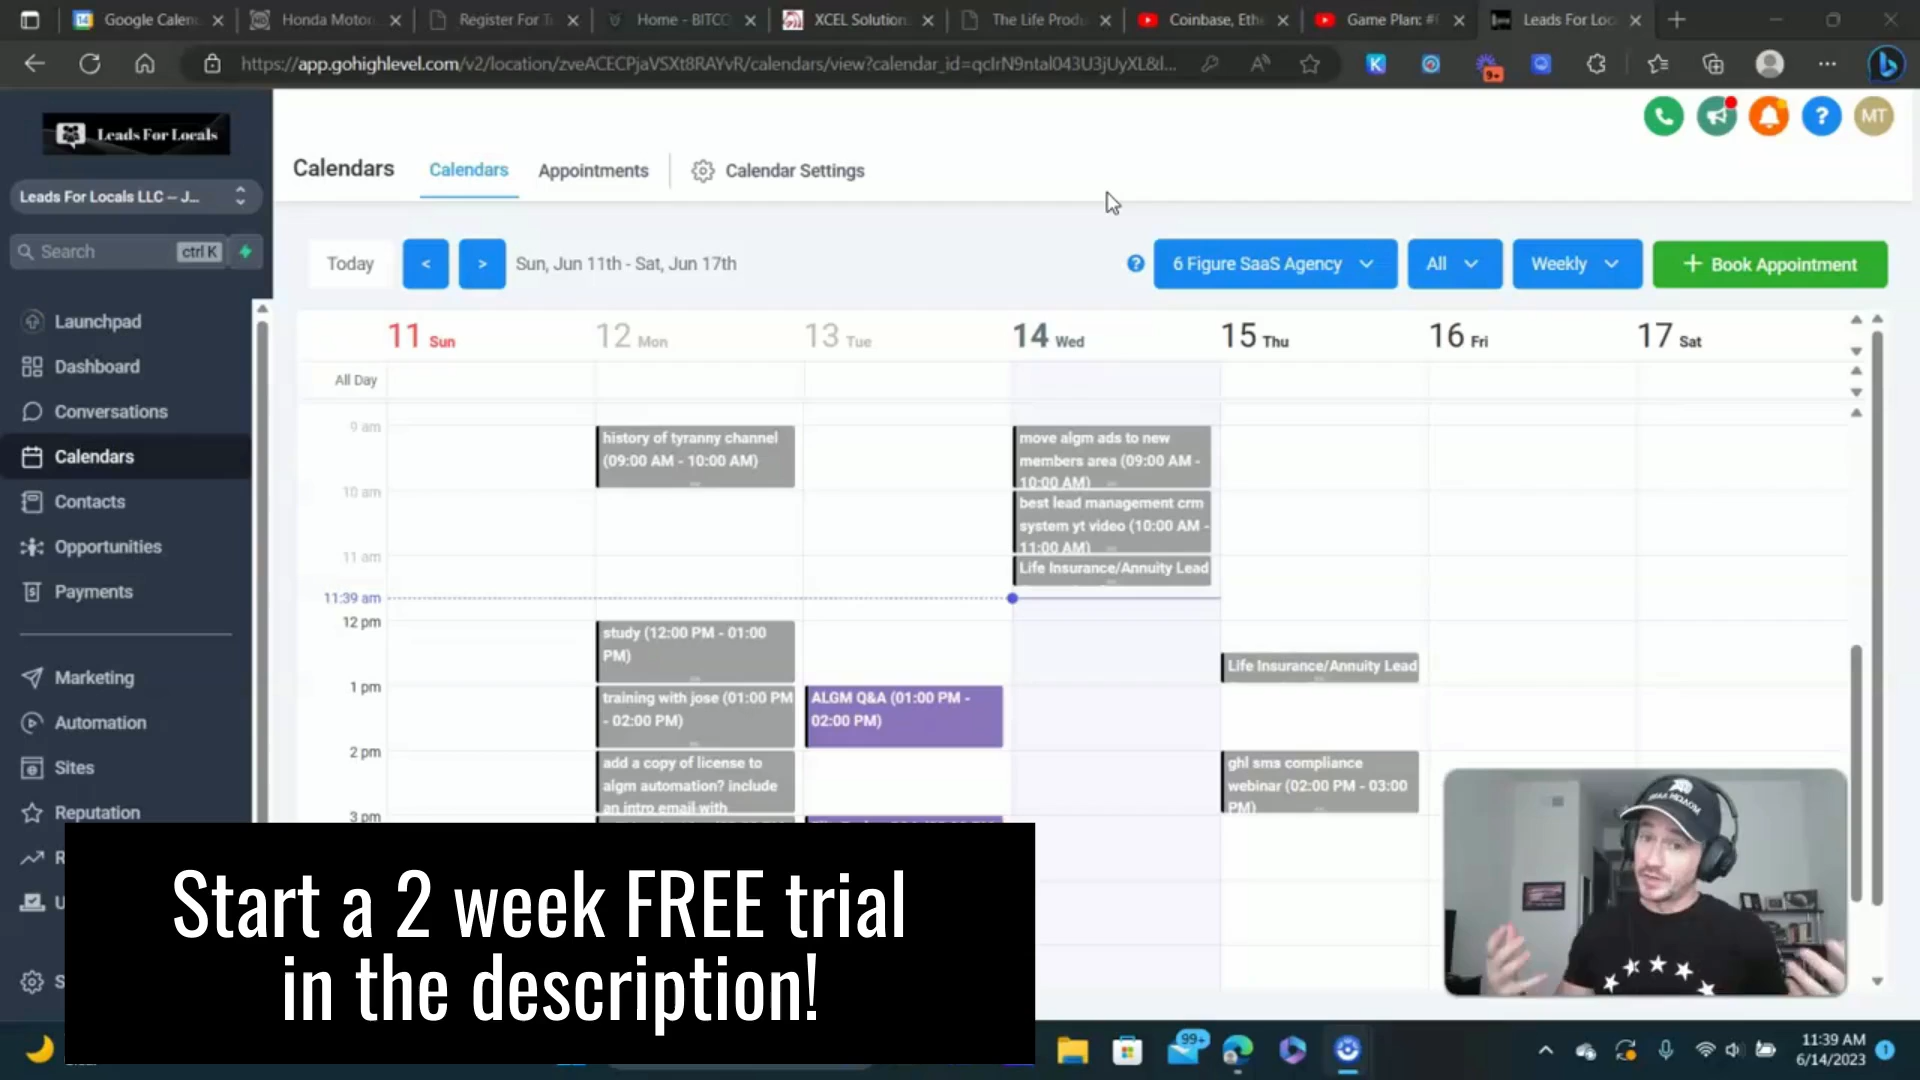 Google Calen
Honda Motor
Register For T
Home - BITCO
XCEL Solution
The Life Produ
Coinbase, Ethe
Game Plan: #
Leads For Loc
https://app.gohighlevel.com/v2/location/zveACECPjaVSXt8RAYvR/calendars/view?calendar_id=qcIrN9ntal043U3jUyXL&l...
9+
Leads For Locals
MT
Calendars
Calendars
Appointments
Calendar Settings
Leads For Locals LLC -- J...
Search
ctrl K
Today
<
>
Sun, Jun 11th - Sat, Jun 17th
?
6 Figure SaaS Agency
All
Weekly
+ Book Appointment
Launchpad
Dashboard
Conversations
Calendars
Contacts
Opportunities
Payments
Marketing
Automation
Sites
Reputation
R
U
S
11 Sun
12 Mon
13 Tue
14 Wed
15 Thu
16 Fri
17 Sat
All Day
9 am
10 am
11 am
11:39 am
12 pm
1 pm
2 pm
3 pm
history of tyranny channel
(09:00 AM - 10:00 AM)
study (12:00 PM - 01:00
PM)
training with jose (01:00 PM
- 02:00 PM)
add a copy of license to
algm automation? include
an intro email with
ALGM Q&A (01:00 PM -
02:00 PM)
move algm ads to new
members area (09:00 AM -
10:00 AM)
best lead management crm
system yt video (10:00 AM -
11:00 AM)
Life Insurance/Annuity Lead
Life Insurance/Annuity Lead
ghl sms compliance
webinar (02:00 PM - 03:00
PM)
Start a 2 week FREE trial
in the description!
99+
11:39 AM
6/14/2023
1